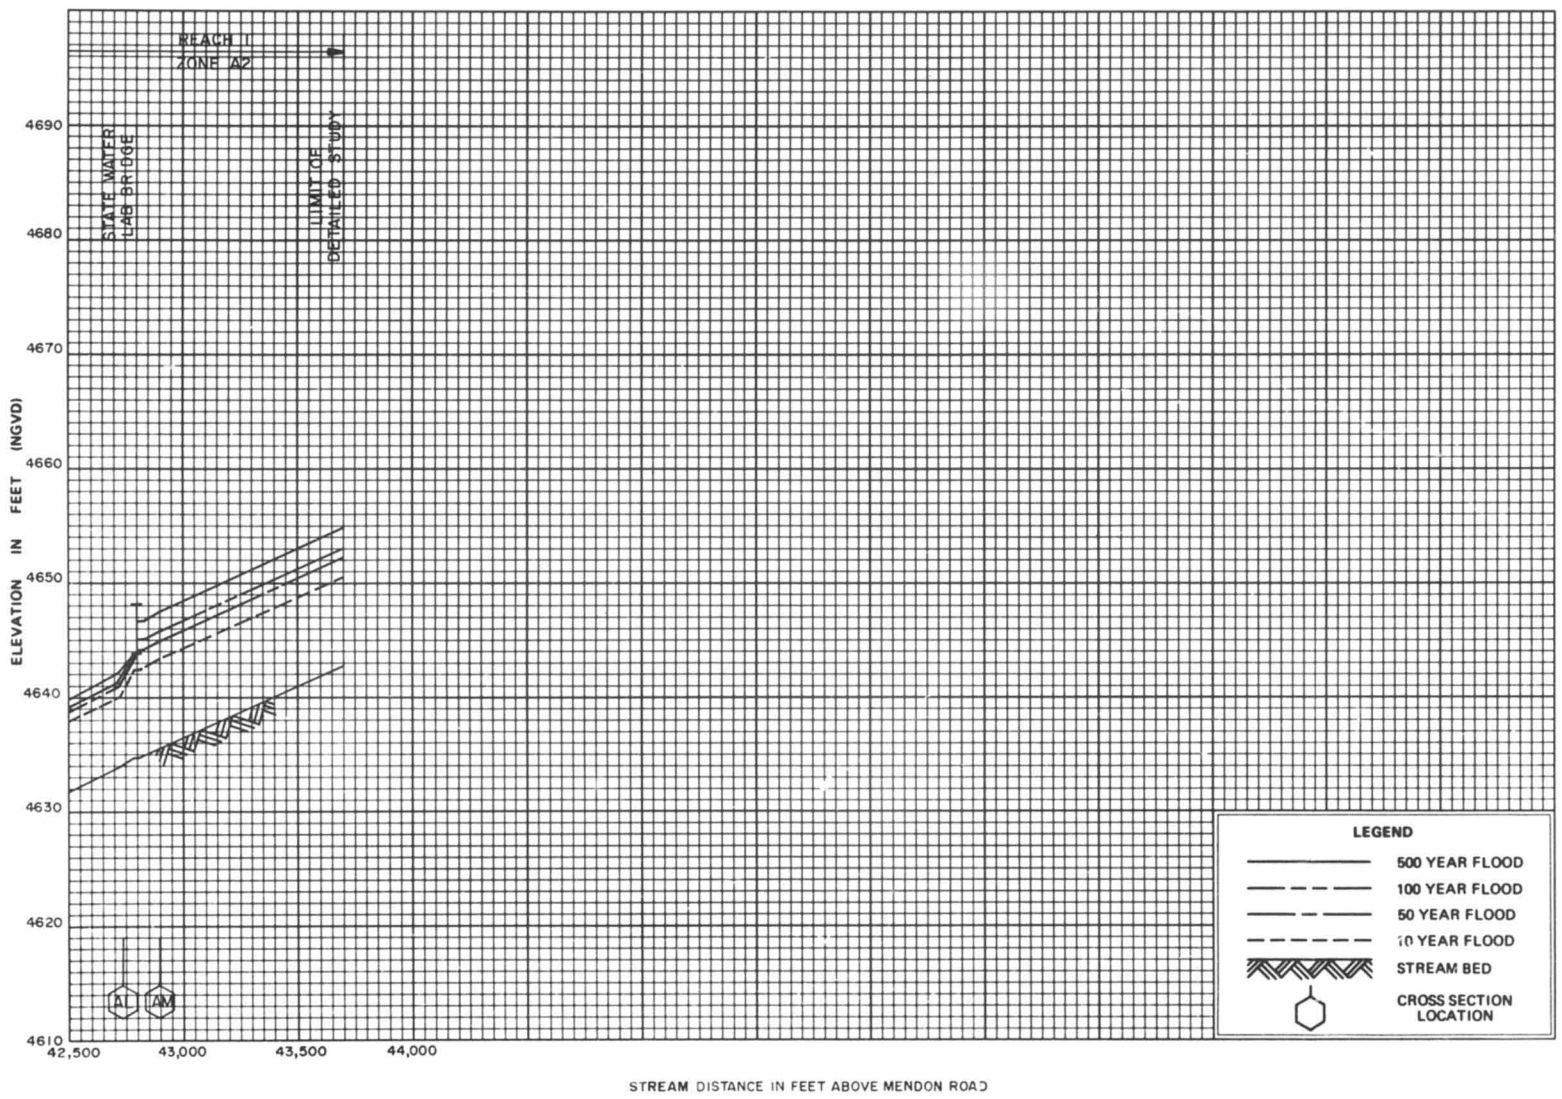 REACH 1
ZONE A2
STATE WATER
LAB BRIDGE
LIMIT OF
DETAILED STUDY
ELEVATION IN FEET (NGVD)
4690
4680
4670
4660
4650
4640
4630
4620
4610
AL
AM
42,500
43,000
43,500
44,000
STREAM DISTANCE IN FEET ABOVE MENDON ROAD
LEGEND
500 YEAR FLOOD
100 YEAR FLOOD
50 YEAR FLOOD
10 YEAR FLOOD
STREAM BED
CROSS SECTION
LOCATION